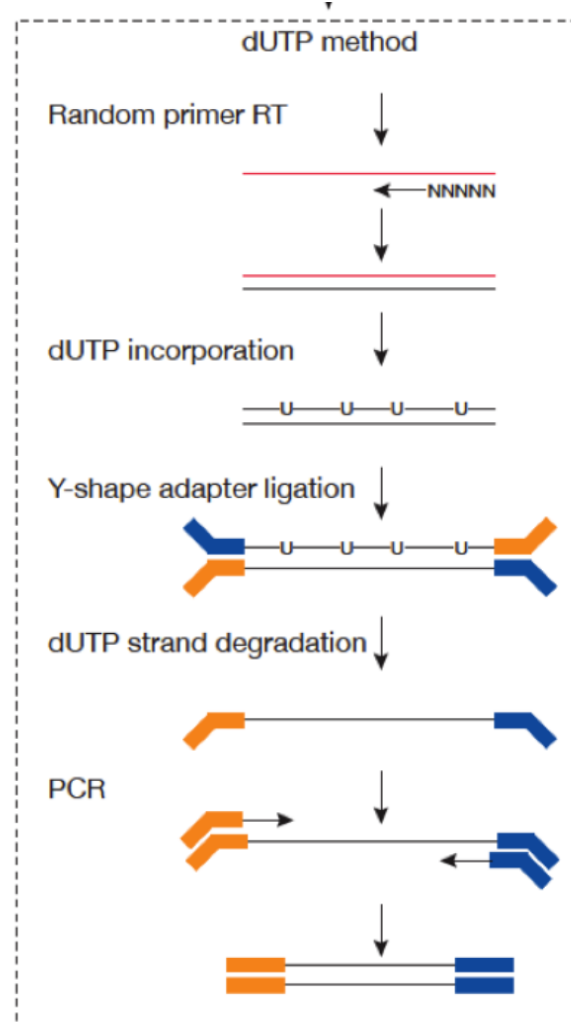 dUTP method
Random primer RT
NNNNN
dUTP incorporation
U U U U
Y-shape adapter ligation
U U U U
dUTP strand degradation
PCR